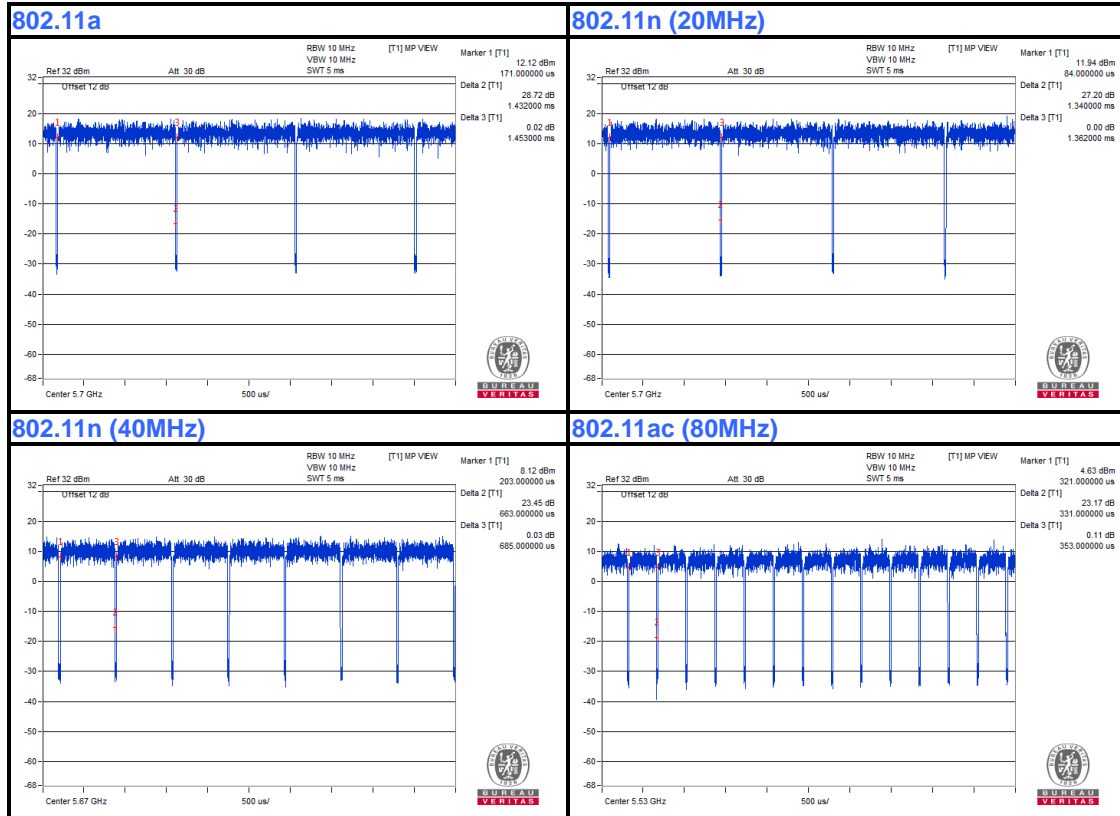 802.11a
RBW 10 MHz [T1] MP VIEW
VBW 10 MHz
Ref 32 dBm Att 30 dB SWT 5 ms
Marker 1 [T1]
12.12 dBm
171.000000 us
Delta 2 [T1]
28.72 dB
1.432000 ms
Delta 3 [T1]
0.02 dB
1.453000 ms
Offset 12 dB
32
20
10
0
-10
-20
-30
-40
-50
-60
-68
1
3
2
Center 5.7 GHz 500 us/
BUREAU
VERITAS
802.11n (20MHz)
RBW 10 MHz [T1] MP VIEW
VBW 10 MHz
Ref 32 dBm Att 30 dB SWT 5 ms
Marker 1 [T1]
11.94 dBm
84.000000 us
Delta 2 [T1]
27.20 dB
1.340000 ms
Delta 3 [T1]
0.00 dB
1.362000 ms
Offset 12 dB
32
20
10
0
-10
-20
-30
-40
-50
-60
-68
1
3
2
Center 5.7 GHz 500 us/
BUREAU
VERITAS
802.11n (40MHz)
RBW 10 MHz [T1] MP VIEW
VBW 10 MHz
Ref 32 dBm Att 30 dB SWT 5 ms
Marker 1 [T1]
8.12 dBm
203.000000 us
Delta 2 [T1]
23.45 dB
663.000000 us
Delta 3 [T1]
0.03 dB
685.000000 us
Offset 12 dB
32
20
10
0
-10
-20
-30
-40
-50
-60
-68
1
3
2
Center 5.67 GHz 500 us/
BUREAU
VERITAS
802.11ac (80MHz)
RBW 10 MHz [T1] MP VIEW
VBW 10 MHz
Ref 32 dBm Att 30 dB SWT 5 ms
Marker 1 [T1]
4.63 dBm
321.000000 us
Delta 2 [T1]
23.17 dB
331.000000 us
Delta 3 [T1]
0.11 dB
353.000000 us
Offset 12 dB
32
20
10
0
-10
-20
-30
-40
-50
-60
-68
1
3
2
Center 5.53 GHz 500 us/
BUREAU
VERITAS